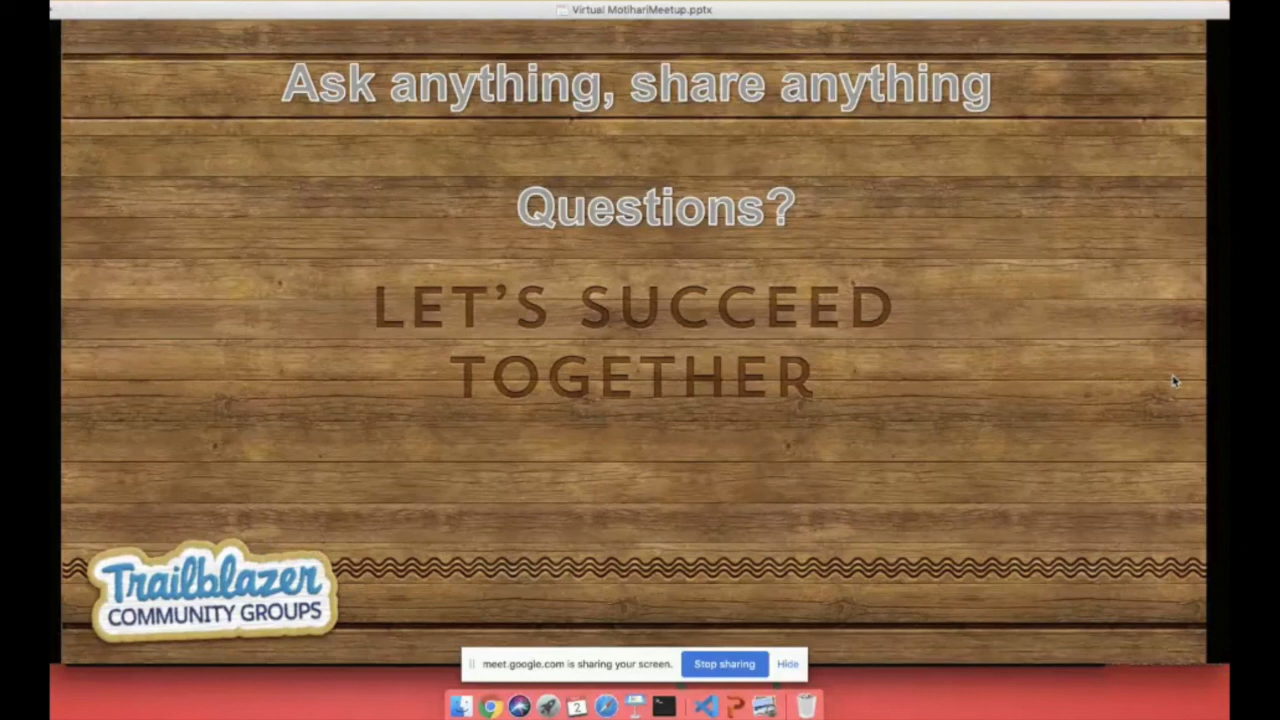 Virtual MotihariMeetup.pptx
Ask anything, share anything
Questions?
LET'S SUCCEED
TOGETHER
Trailblazer
COMMUNITY GROUPS
meet.google.com is sharing your screen. Stop sharing Hide
2